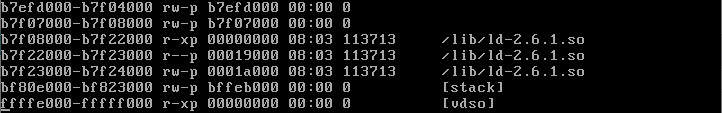 b7efd000-b7f04000 rw-p b7efd000 00:00 0
b7f07000-b7f08000 rw-p b7f07000 00:00 0
b7f08000-b7f22000 r-xp 00000000 08:03 113713 /lib/ld-2.6.1.so
b7f22000-b7f23000 r--p 00019000 08:03 113713 /lib/ld-2.6.1.so
b7f23000-b7f24000 rw-p 0001a000 08:03 113713 /lib/ld-2.6.1.so
bf80e000-bf823000 rw-p bffeb000 00:00 0 [stack]
ffffe000-fffff000 r-xp 00000000 00:00 0 [vdso]